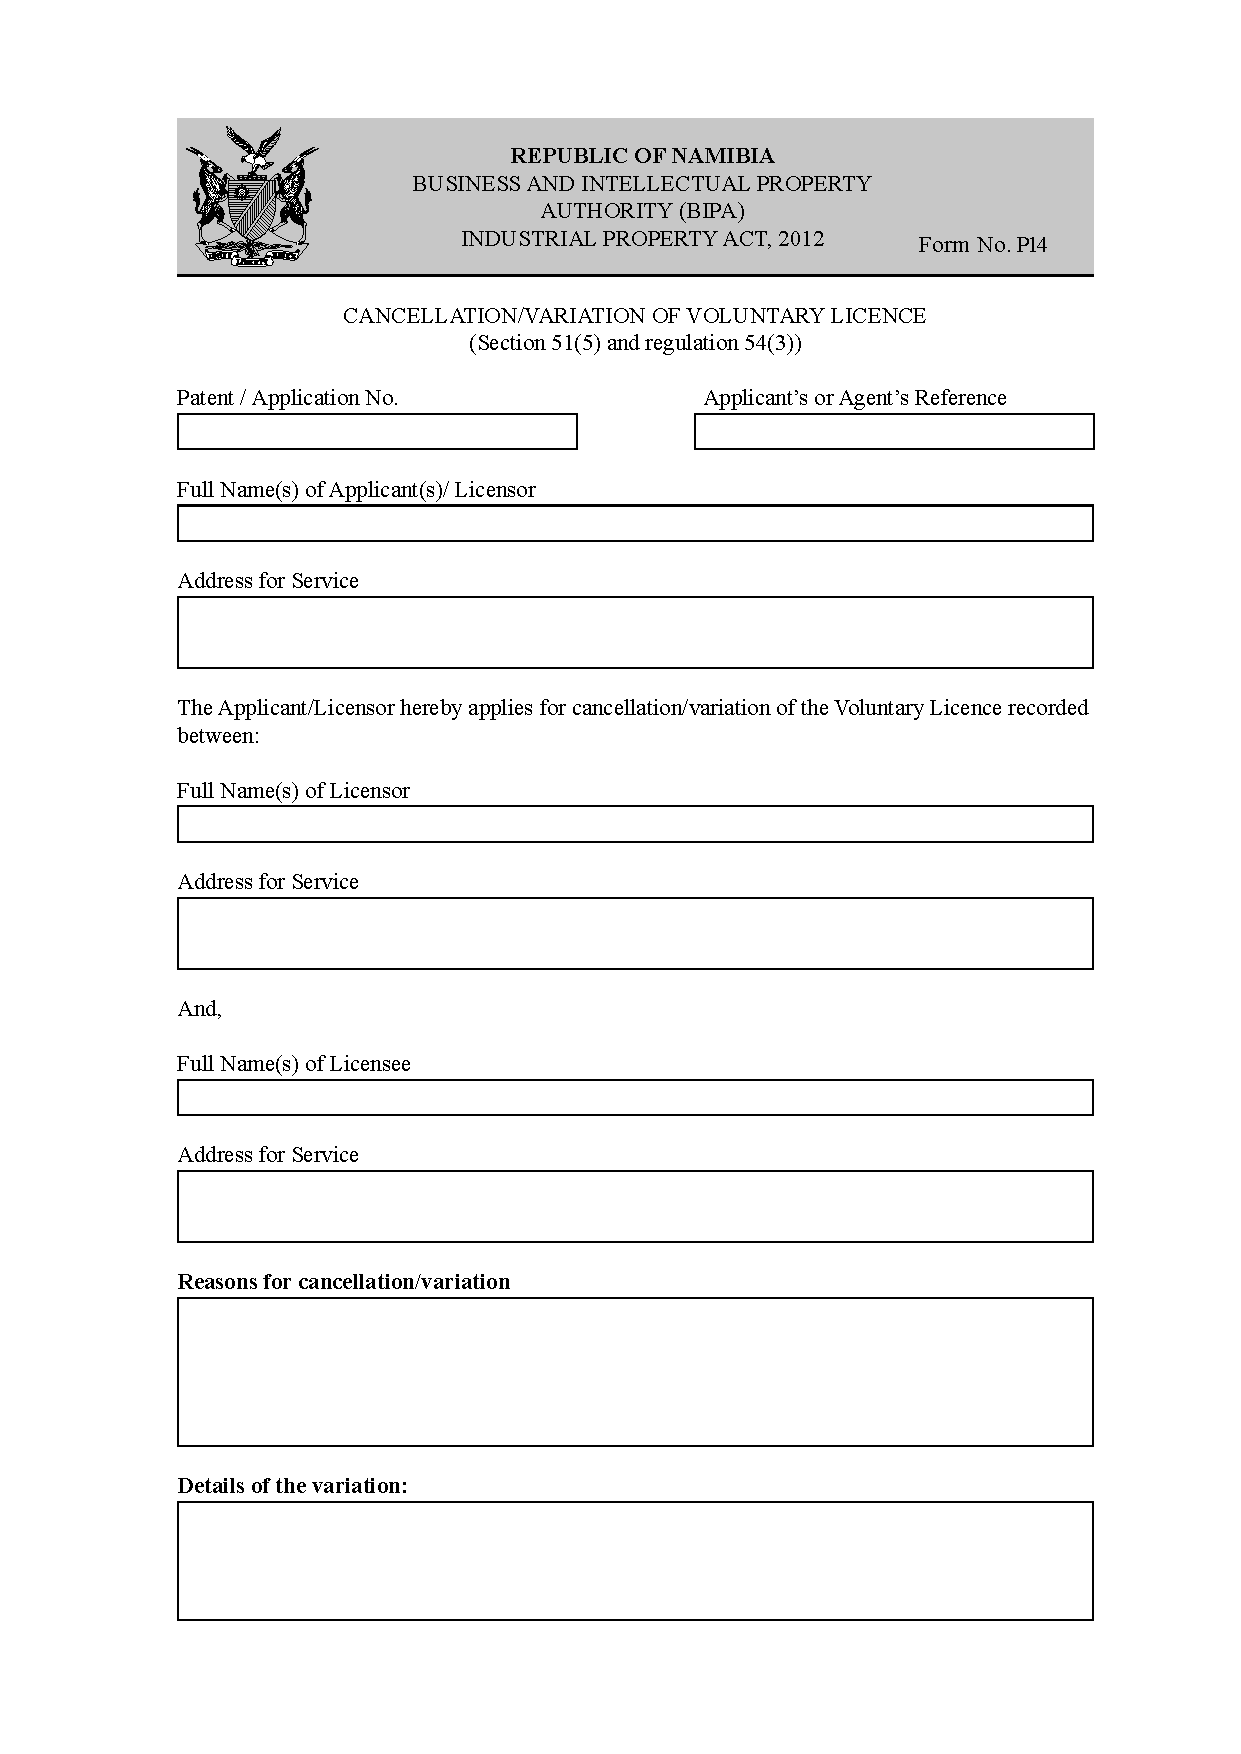 REPUBLIC OF NAMIBIA
BUSINESS AND INTELLECTUAL PROPERTY
AUTHORITY (BIPA)
INDUSTRIAL PROPERTY ACT, 2012
Form No. Pl4
CANCELLATION/VARIATION OF VOLUNTARY LICENCE
(Section 51(5) and regulation 54(3))
Patent / Application No.
Applicant’s or Agent’s Reference
Full Name(s) of Applicant(s)/ Licensor
Address for Service
The Applicant/Licensor hereby applies for cancellation/variation of the Voluntary Licence recorded
between:
Full Name(s) of Licensor
Address for Service
And,
Full Name(s) of Licensee
Address for Service
Reasons for cancellation/variation
Details of the variation: